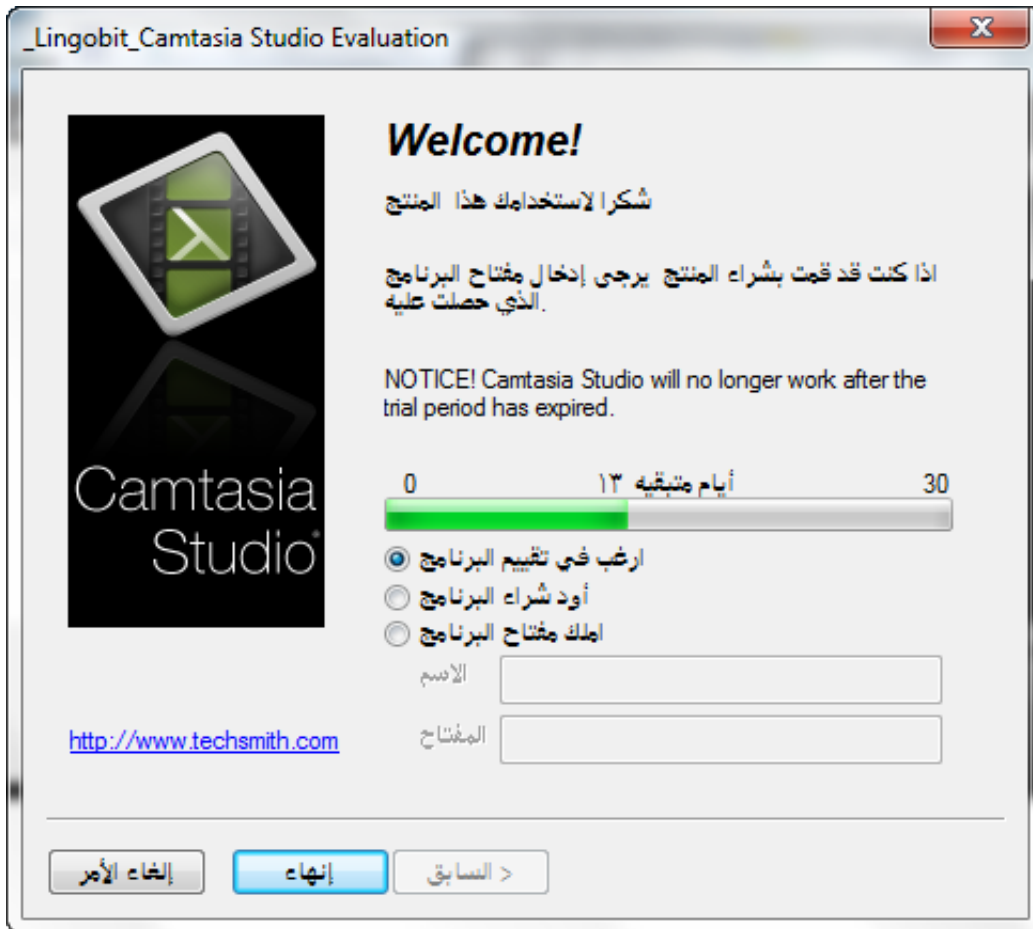 _Lingobit_Camtasia Studio Evaluation
Welcome!
شكرا لاستخدامك هذا المنتج
اذا كنت قد قمت بشراء المنتج يرجى إدخال مفتاح البرنامج
الذي حصلت عليه.
NOTICE! Camtasia Studio will no longer work after the
trial period has expired.
0 أيام متبقيه ١٣ 30
ارغب في تقييم البرنامج
أود شراء البرنامج
املك مفتاح البرنامج
الاسم
المفتاح
Camtasia
Studio
http://www.techsmith.com
إلغاء الأمر
إنهاء
< السابق